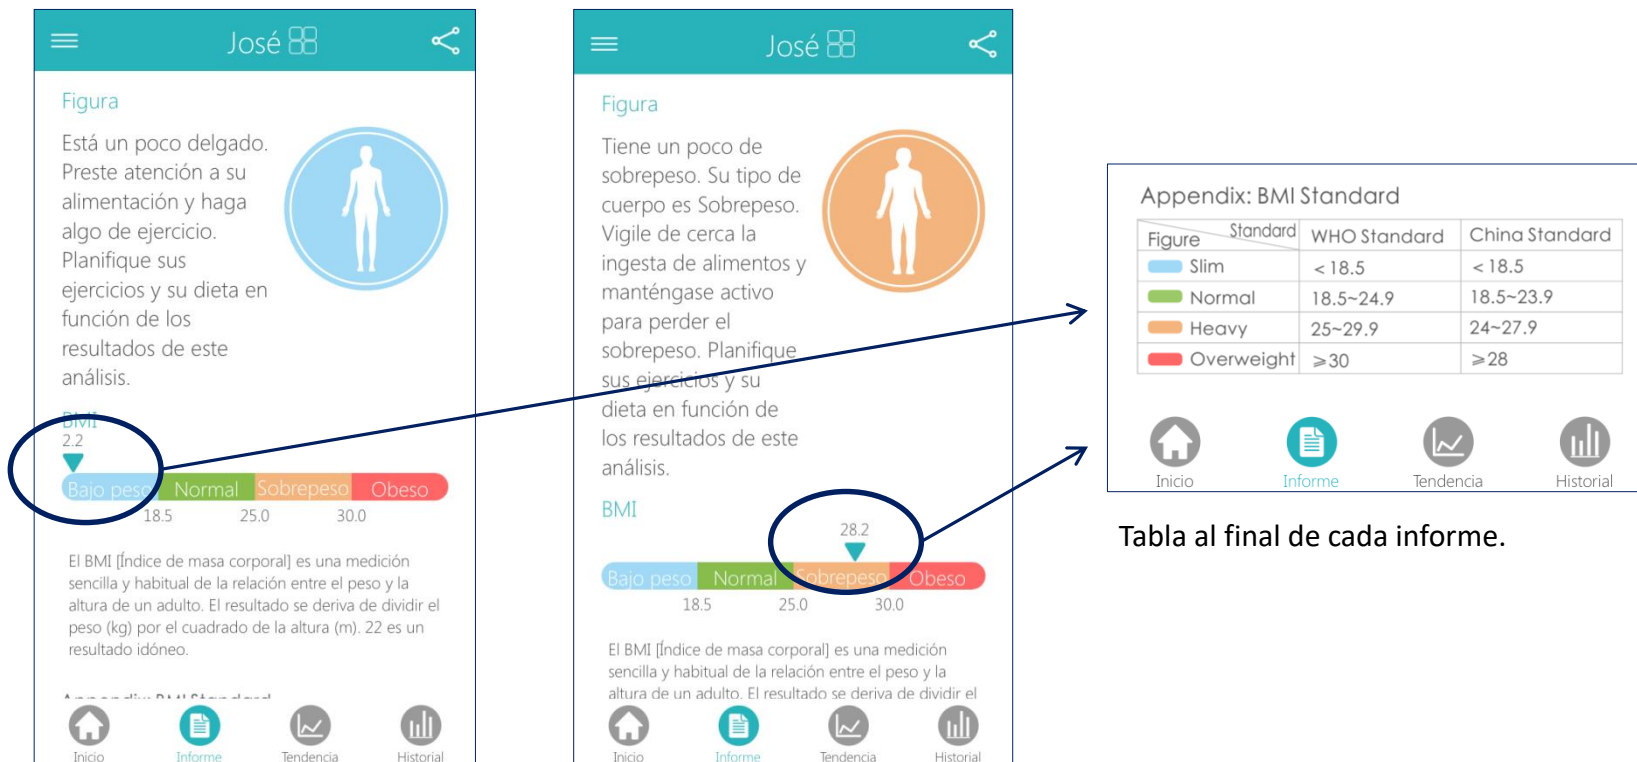 José
Figura
Está un poco delgado.
Preste atención a su
alimentación y haga
algo de ejercicio.
Planifique sus
ejercicios y su dieta en
función de los
resultados de este
análisis.
BMI
2.2
Bajo peso Normal Sobrepeso Obeso
18.5 25.0 30.0
El BMI [Índice de masa corporal] es una medición
sencilla y habitual de la relación entre el peso y la
altura de un adulto. El resultado se deriva de dividir el
peso (kg) por el cuadrado de la altura (m). 22 es un
resultado idóneo.
Appendix: BMI Standard
Inicio Informe Tendencia Historial
José
Figura
Tiene un poco de
sobrepeso. Su tipo de
cuerpo es Sobrepeso.
Vigile de cerca la
ingesta de alimentos y
manténgase activo
para perder el
sobrepeso. Planifique
sus ejercicios y su
dieta en función de
los resultados de este
análisis.
BMI
28.2
Bajo peso Normal Sobrepeso Obeso
18.5 25.0 30.0
El BMI [Índice de masa corporal] es una medición
sencilla y habitual de la relación entre el peso y la
altura de un adulto. El resultado se deriva de dividir el
Inicio Informe Tendencia Historial
Appendix: BMI Standard
Figure Standard WHO Standard China Standard
Slim < 18.5 < 18.5
Normal 18.5~24.9 18.5~23.9
Heavy 25~29.9 24~27.9
Overweight ⩾30 ⩾28
Inicio Informe Tendencia Historial
Tabla al final de cada informe.